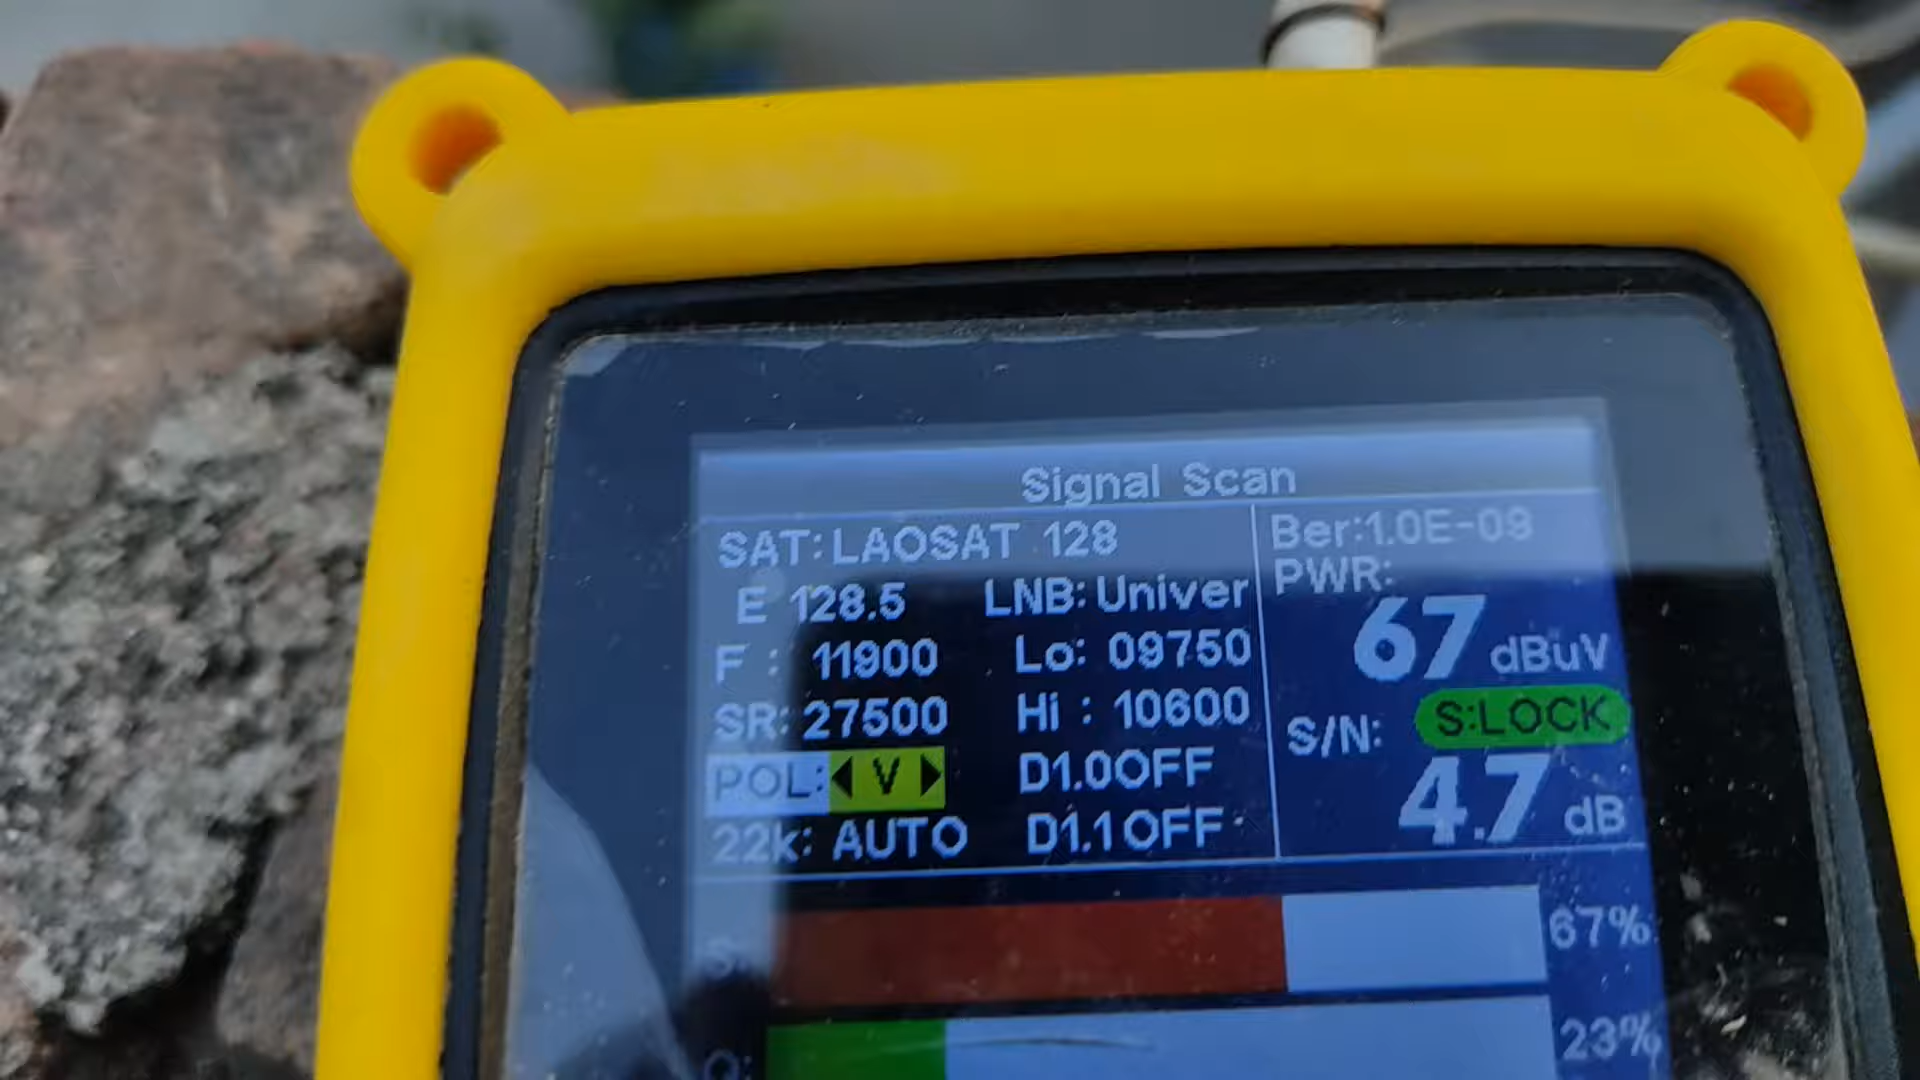 Signal Scan
SAT:LAOSAT 128
E 128.5 LNB:Univer
F : 11900 Lo: 09750
SR:27500 Hi : 10600
POL: V D1.0OFF
22k: AUTO D1.1OFF
Ber:1.0E-09
PWR:
67 dBuV
S/N: S:LOCK
4.7 dB
S: 67%
Q: 23%